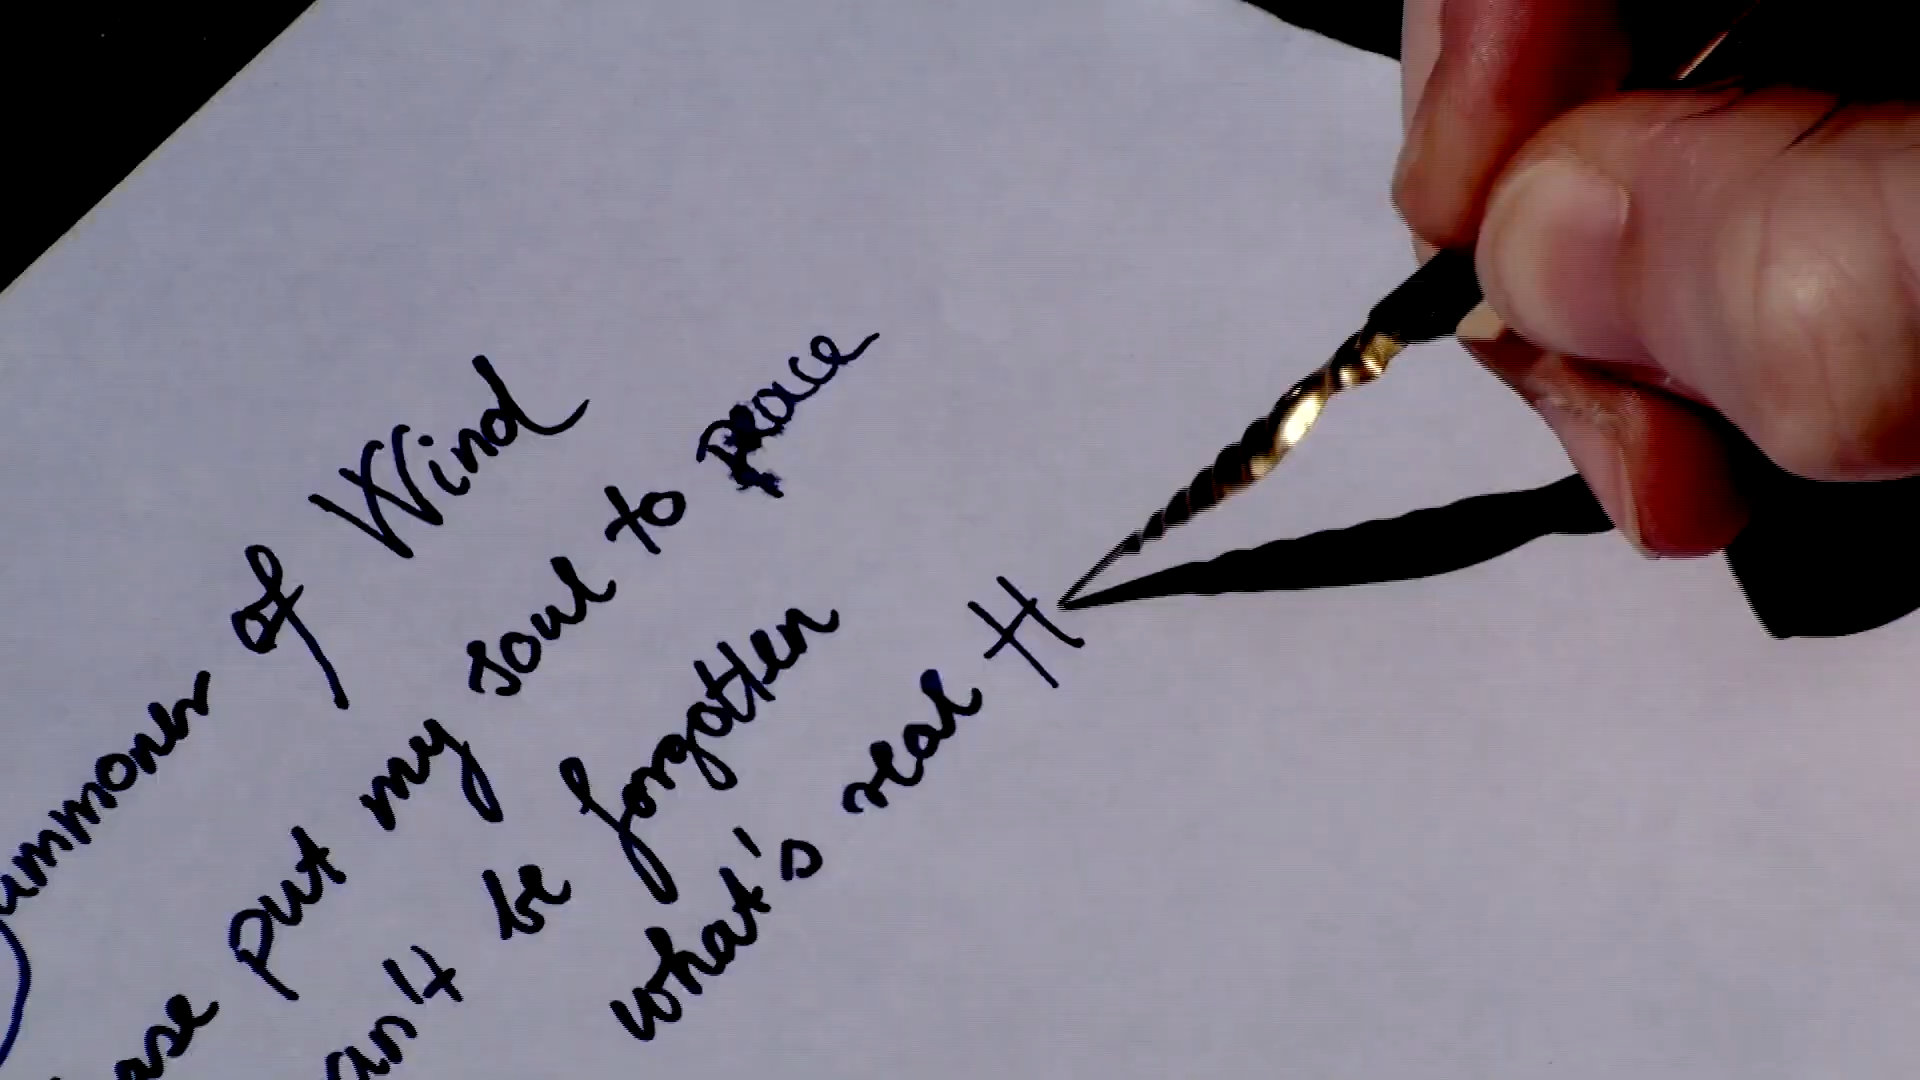 ummoner of Wind
ase put my soul to peace
an't be forgotten
what's real H